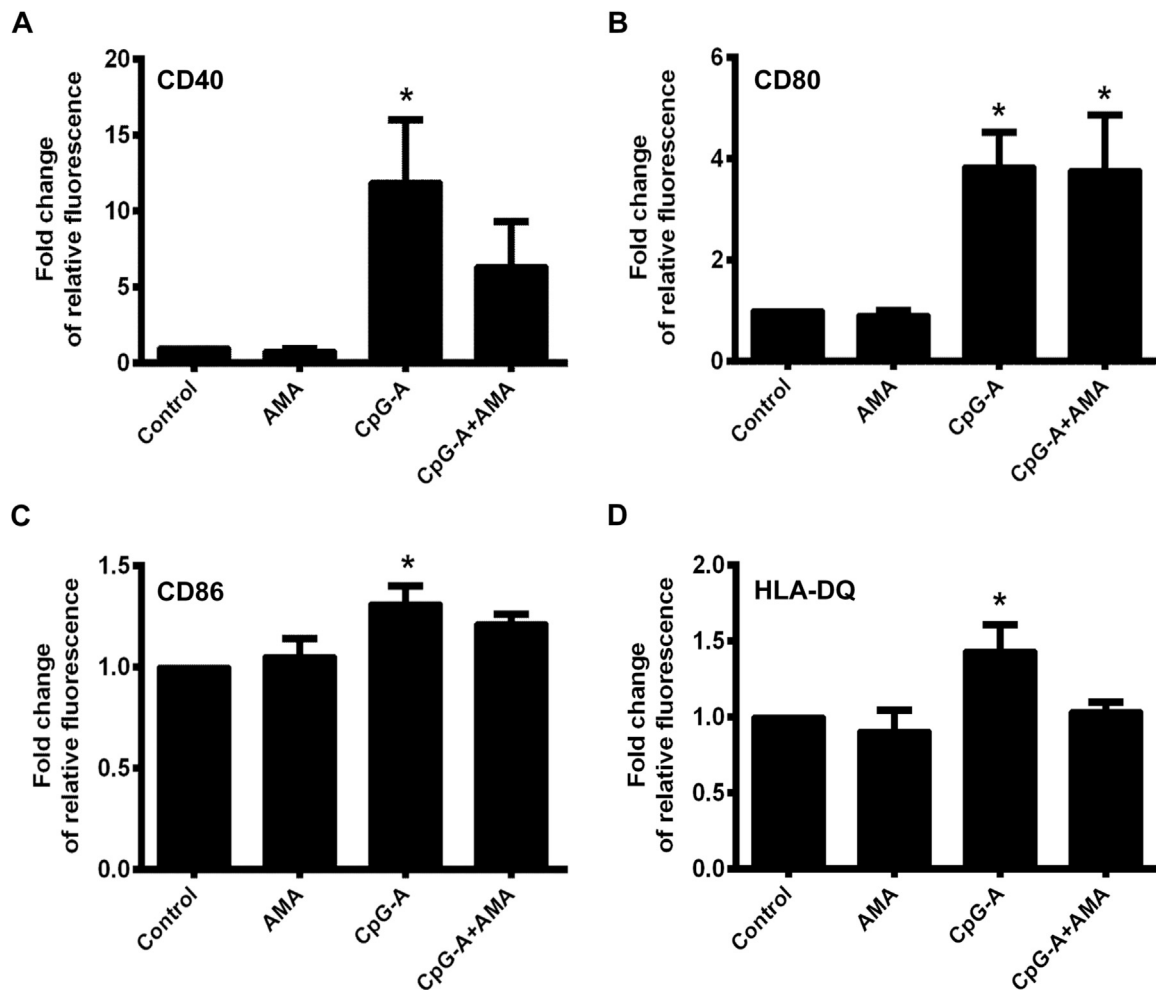 A
CD40
Fold change
of relative fluorescence
20
15
10
5
0
*
Control
AMA
CpG-A
CpG-A+AMA
B
CD80
Fold change
of relative fluorescence
6
4
2
0
*
*
Control
AMA
CpG-A
CpG-A+AMA
C
CD86
Fold change
of relative fluorescence
1.5
1.0
0.5
0.0
*
Control
AMA
CpG-A
CpG-A+AMA
D
HLA-DQ
Fold change
of relative fluorescence
2.0
1.5
1.0
0.5
0.0
*
Control
AMA
CpG-A
CpG-A+AMA